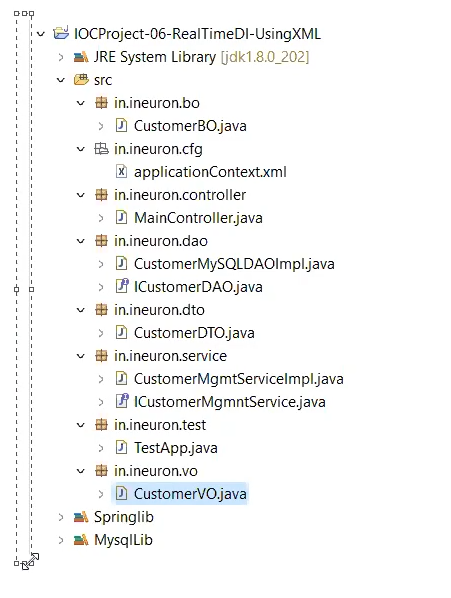 IOCProject-06-RealTimeDI-UsingXML
JRE System Library [jdk1.8.0_202]
src
in.ineuron.bo
CustomerBO.java
in.ineuron.cfg
applicationContext.xml
in.ineuron.controller
MainController.java
in.ineuron.dao
CustomerMySQLDAOImpl.java
ICustomerDAO.java
in.ineuron.dto
CustomerDTO.java
in.ineuron.service
CustomerMgmtServiceImpl.java
ICustomerMgmntService.java
in.ineuron.test
TestApp.java
in.ineuron.vo
CustomerVO.java
Springlib
MysqlLib